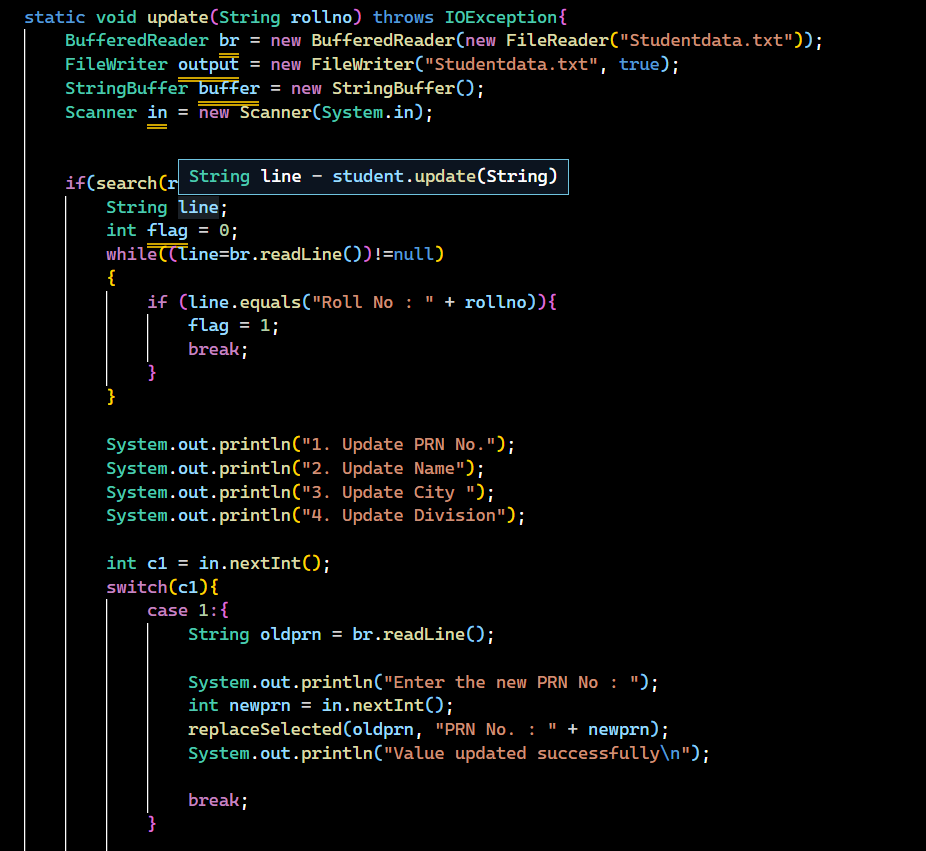 static void update(String rollno) throws IOException{
    BufferedReader br = new BufferedReader(new FileReader("Studentdata.txt"));
    FileWriter output = new FileWriter("Studentdata.txt", true);
    StringBuffer buffer = new StringBuffer();
    Scanner in = new Scanner(System.in);
    if(search(r
String line - student.update(String)
        String line;
        int flag = 0;
        while((line=br.readLine())!=null)
        {
            if (line.equals("Roll No : " + rollno)){
                flag = 1;
                break;
            }
        }
        System.out.println("1. Update PRN No.");
        System.out.println("2. Update Name");
        System.out.println("3. Update City ");
        System.out.println("4. Update Division");
        int c1 = in.nextInt();
        switch(c1){
            case 1:{
                String oldprn = br.readLine();
                System.out.println("Enter the new PRN No : ");
                int newprn = in.nextInt();
                replaceSelected(oldprn, "PRN No. : " + newprn);
                System.out.println("Value updated successfully\n");
                break;
            }